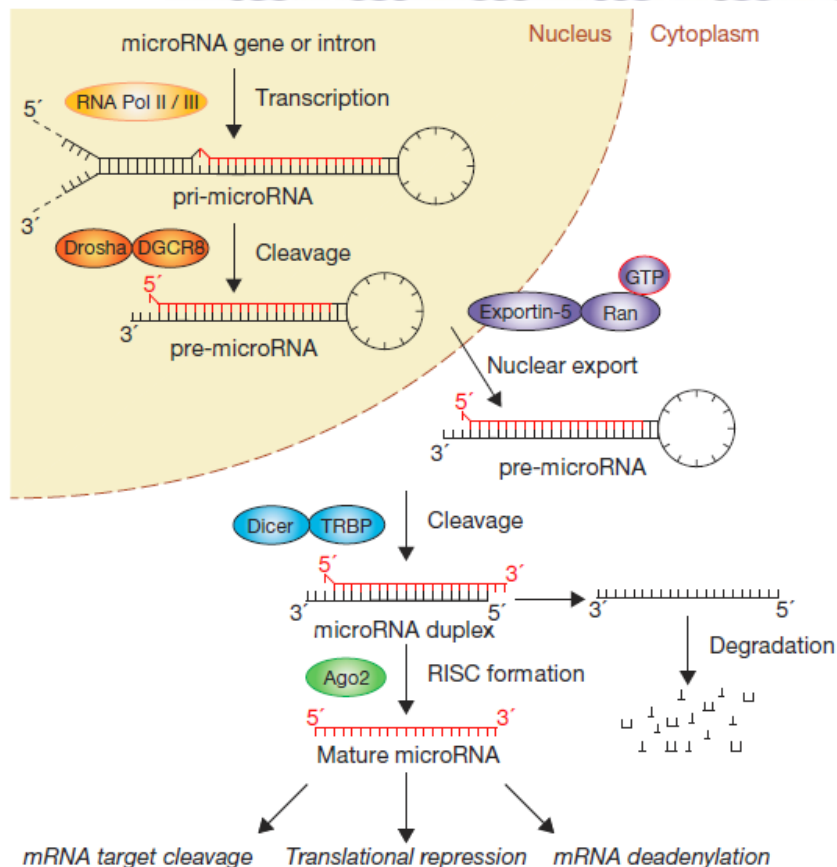 microRNA gene or intron
Nucleus
Cytoplasm
RNA Pol II / III
Transcription
5´
3´
pri-microRNA
Drosha
DGCR8
Cleavage
5´
3´
pre-microRNA
GTP
Exportin-5
Ran
Nuclear export
5´
3´
pre-microRNA
Dicer
TRBP
Cleavage
5´
3´
3´
5´
microRNA duplex
3´
5´
Degradation
Ago2
RISC formation
5´
3´
Mature microRNA
mRNA target cleavage
Translational repression
mRNA deadenylation